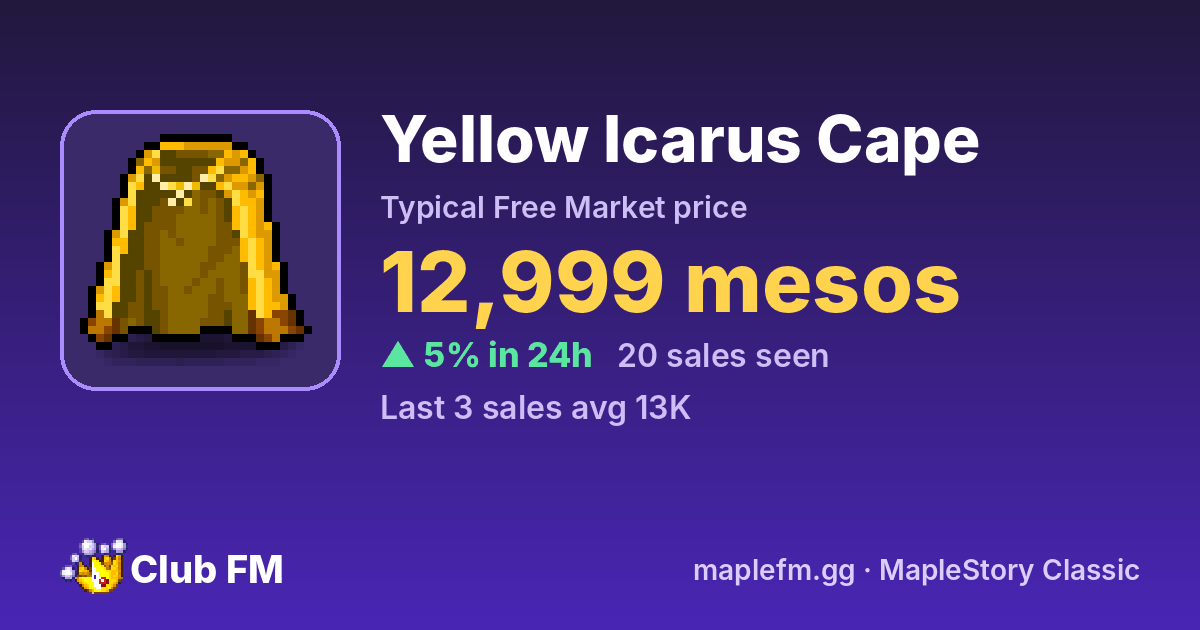 Yellow Icarus Cape
Typical Free Market price
12,999 mesos
▲ 5% in 24h 20 sales seen
Last 3 sales avg 13K
Club FM
maplefm.gg · MapleStory Classic